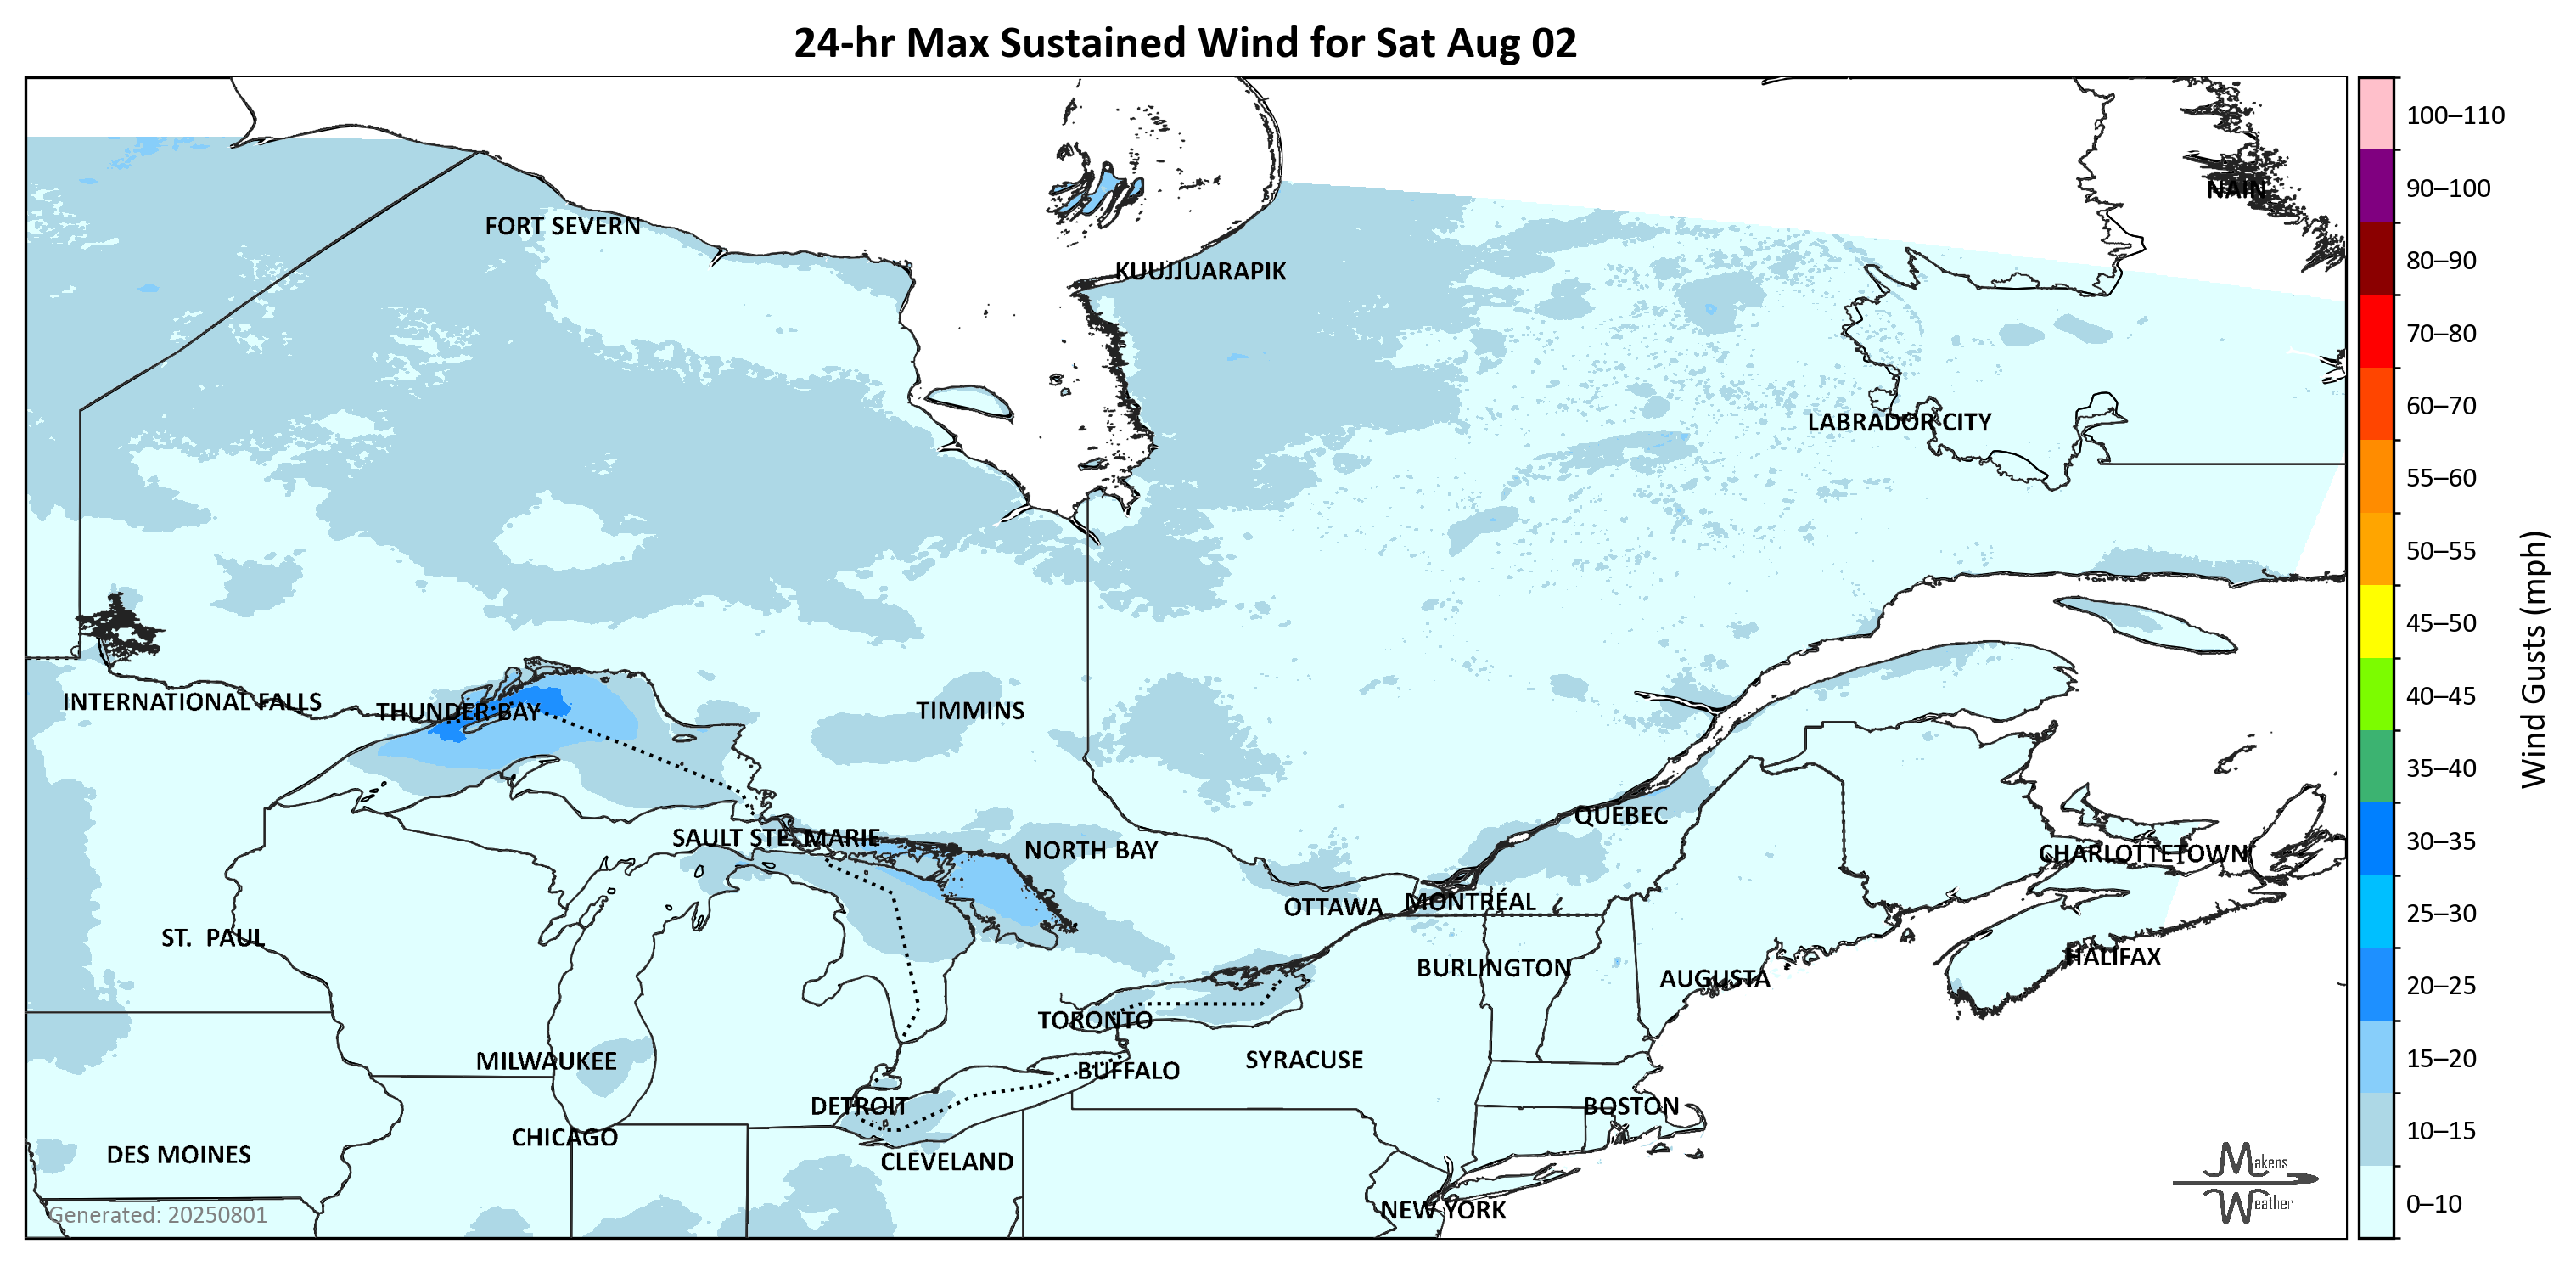 24-hr Max Sustained Wind for Sat Aug 02
100–110
90–100
NAIN
80–90
FORT SEVERN
KUUJJUARAPIK
70–80
60–70
LABRADOR CITY
55–60
50–55
45–50
40–45
Wind Gusts (mph)
INTERNATIONAL FALLS
THUNDER BAY
TIMMINS
35–40
QUÉBEC
SAULT STE. MARIE
30–35
NORTH BAY
CHARLOTTETOWN
OTTAWA
MONTRÉAL
25–30
ST. PAUL
HALIFAX
BURLINGTON
AUGUSTA
20–25
TORONTO
MILWAUKEE
SYRACUSE
15–20
BUFFALO
DETROIT
BOSTON
10–15
CHICAGO
DES MOINES
CLEVELAND
Makens
Weather
0–10
NEW YORK
Generated: 20250801